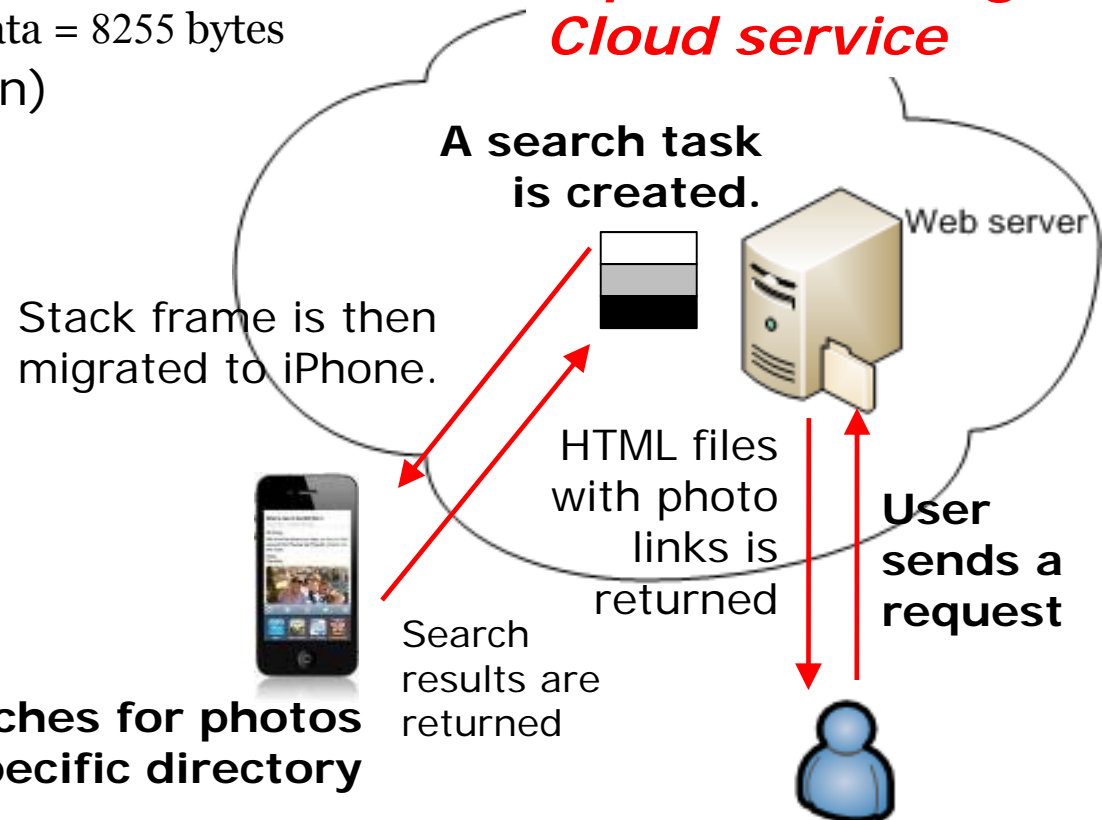 ata = 8255 bytes
n)
Cloud service
A search task
is created.
Web server
Stack frame is then
migrated to iPhone.
HTML files
with photo
links is
returned
User
sends a
request
Search
results are
returned
ches for photos
pecific directory